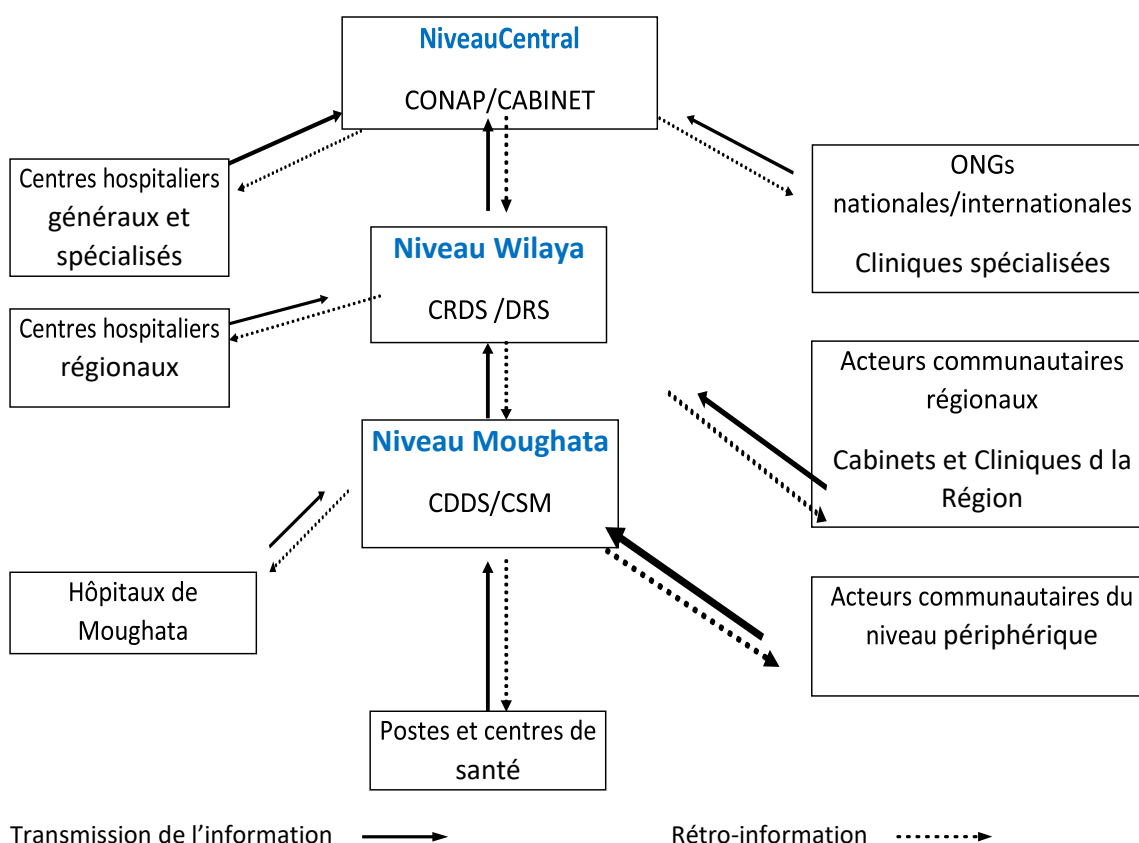 NiveauCentral
CONAP/CABINET
Centres hospitaliers
généraux et
spécialisés
ONGs
nationales/internationales
Cliniques spécialisées
Niveau Wilaya
CRDS /DRS
Centres hospitaliers
régionaux
Acteurs communautaires
régionaux
Cabinets et Cliniques d la
Région
Niveau Moughata
CDDS/CSM
Hôpitaux de
Moughata
Acteurs communautaires du
niveau périphérique
Postes et centres de
santé
Transmission de l’information
Rétro-information